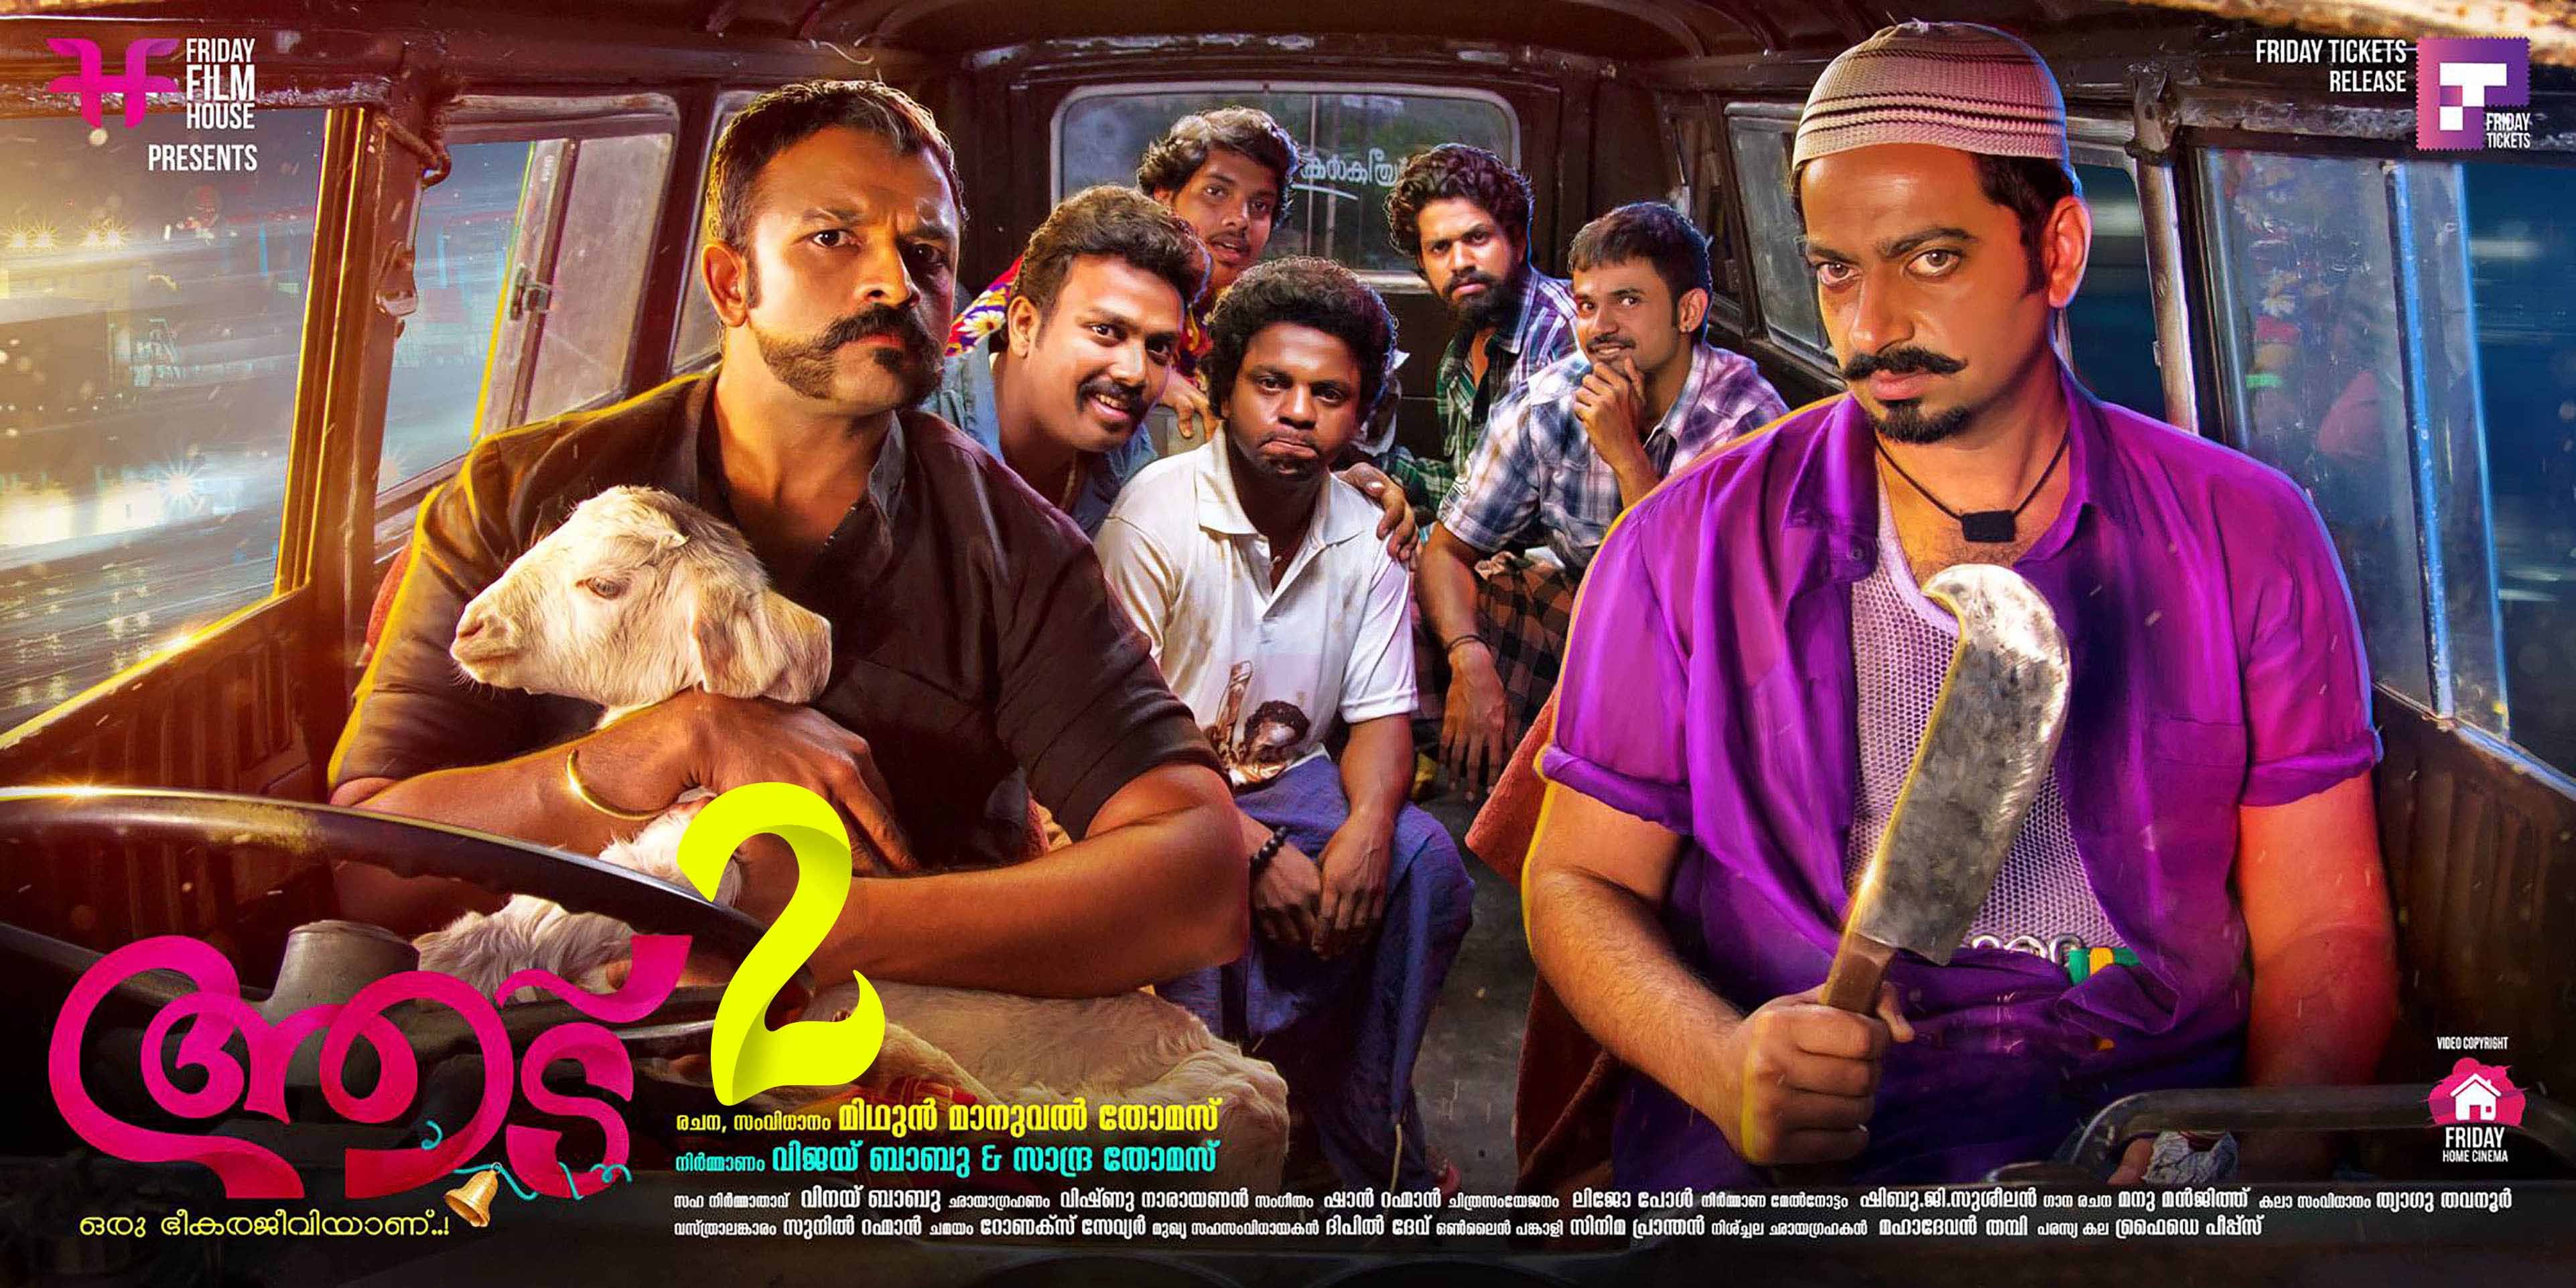 FRIDAY
FILM
HOUSE
PRESENTS
FRIDAY TICKETS
RELEASE
FRIDAY
TICKETS
ആട് 2
ഒരു ഭീകരജീവിയാണ്..!
രചന, സംവിധാനം മിഥുൻ മാനുവൽ തോമസ്
നിർമ്മാണം വിജയ് ബാബു & സാന്ദ്ര തോമസ്
സഹ നിർമ്മാതാവ് വിനയ് ബാബു ഛായാഗ്രഹണം വിഷ്ണു നാരായണൻ സംഗീതം ഷാൻ റഹ്മാൻ ചിത്രസംയോജനം ലിജോ പോൾ നിർമ്മാണ മേൽനോട്ടം ഷിബു.ജി.സുശീലൻ ഗാന രചന മനു മൻജിത്ത് കലാ സംവിധാനം ത്യാഗു തവനൂർ
വസ്ത്രാലങ്കാരം സുനിൽ റഹ്മാൻ ചമയം റോണക്സ് സേവ്യർ മുഖ്യ സഹസംവിധായകൻ ദിപിൽ ദേവ് ഒൺലൈൻ പങ്കാളി സിനിമ പ്രാന്തൻ നിശ്ചല ഛായഗ്രഹകൻ മഹാദേവൻ തമ്പി പരസ്യ കല ഫ്രൈഡെ പീപ്പ്സ്
VIDEO COPYRIGHT
FRIDAY
HOME CINEMA